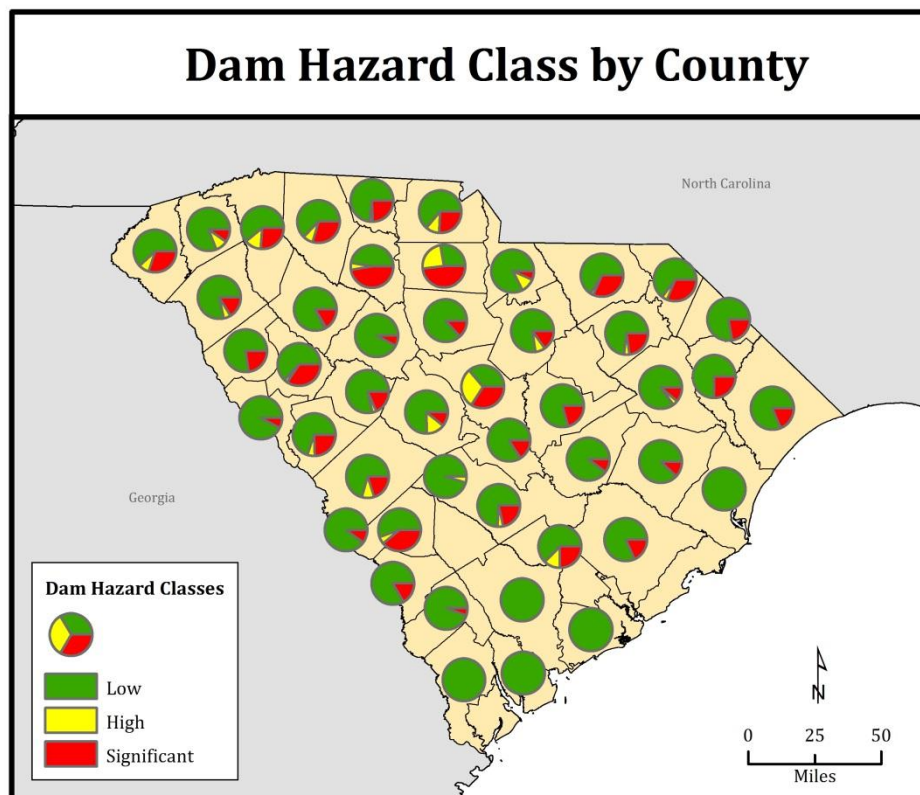 Dam Hazard Class by County
North Carolina
Georgia
Dam Hazard Classes
Low
High
Significant
N
0 25 50
Miles